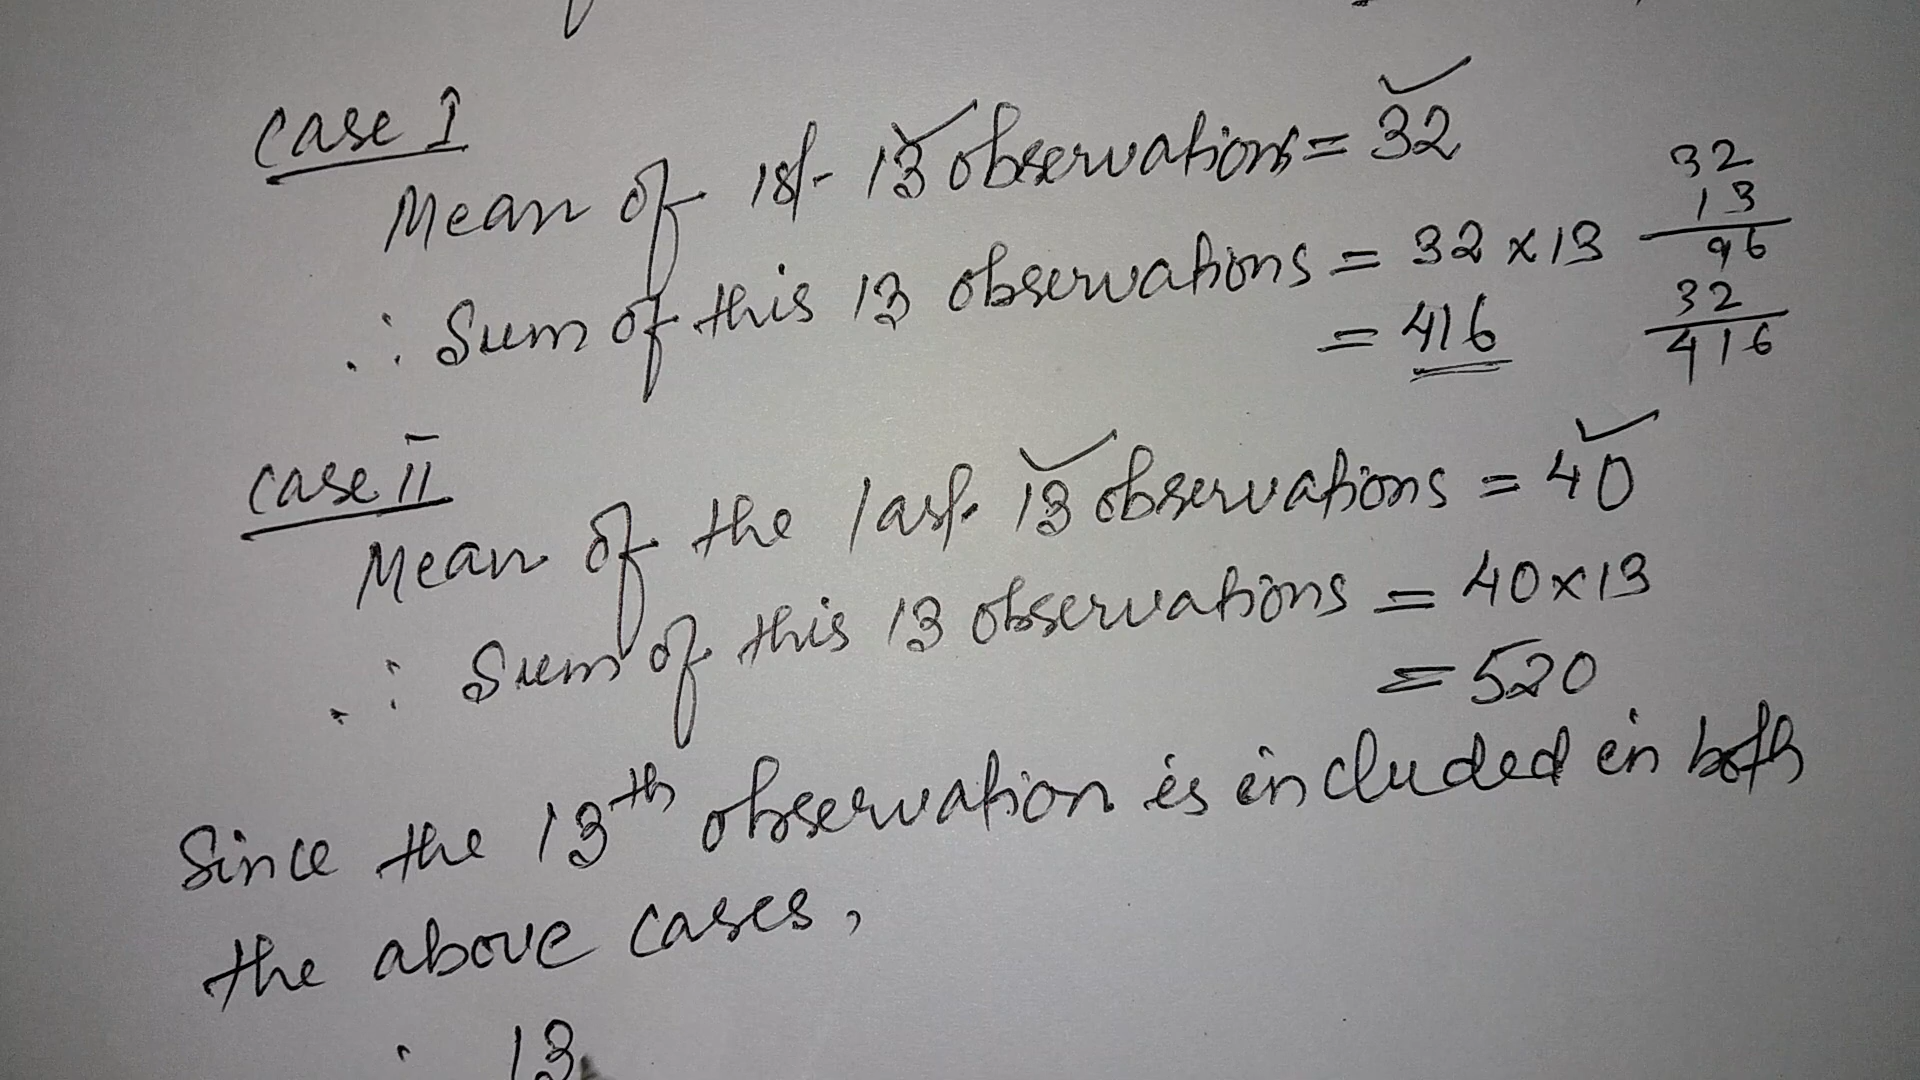 Case I
Mean of 1st 13 observations = 32
∴ Sum of this 13 observations = 32 x 13
= 416
32
13
96
32
416
Case II
Mean of the last 13 observations = 40
∴ Sum of this 13 observations = 40x13
= 520
Since the 13th observation is included in both
the above cases,
13